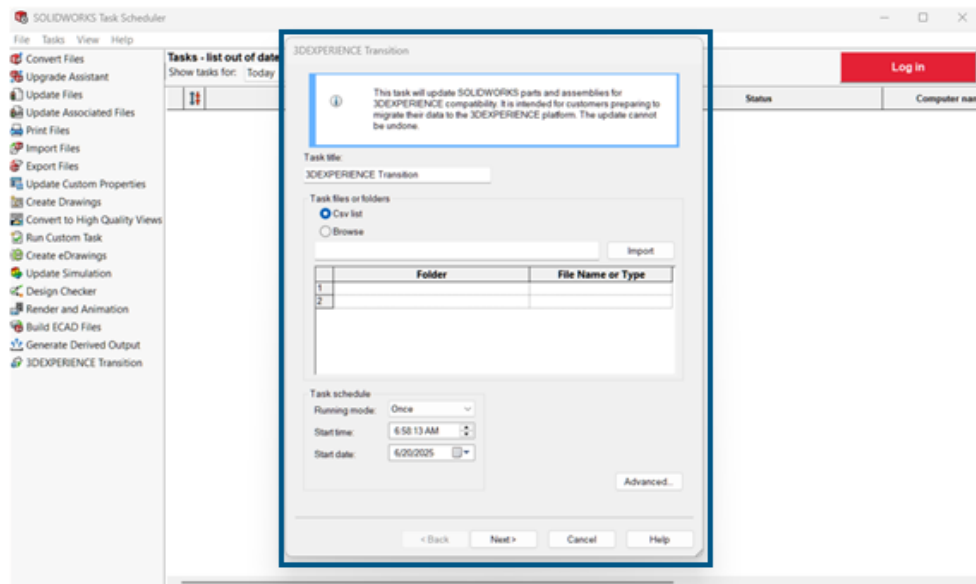 SOLIDWORKS Task Scheduler
File Tasks View Help
Convert Files
Upgrade Assistant
Update Files
Update Associated Files
Print Files
Import Files
Export Files
Update Custom Properties
Create Drawings
Convert to High Quality Views
Run Custom Task
Create eDrawings
Update Simulation
Design Checker
Render and Animation
Build ECAD Files
Generate Derived Output
3DEXPERIENCE Transition
Tasks - list out of date
Show tasks for: Today
Log in
Status
Computer nam
3DEXPERIENCE Transition
This task will update SOLIDWORKS parts and assemblies for
3DEXPERIENCE compatibility. It is intended for customers preparing to
migrate their data to the 3DEXPERIENCE platform. The update cannot
be undone.
Task title:
3DEXPERIENCE Transition
Task files or folders
Csv list
Browse
Import
Folder File Name or Type
1
2
Task schedule
Running mode: Once
Start time: 6:58:13 AM
Start date: 6/20/2025
Advanced...
< Back Next > Cancel Help